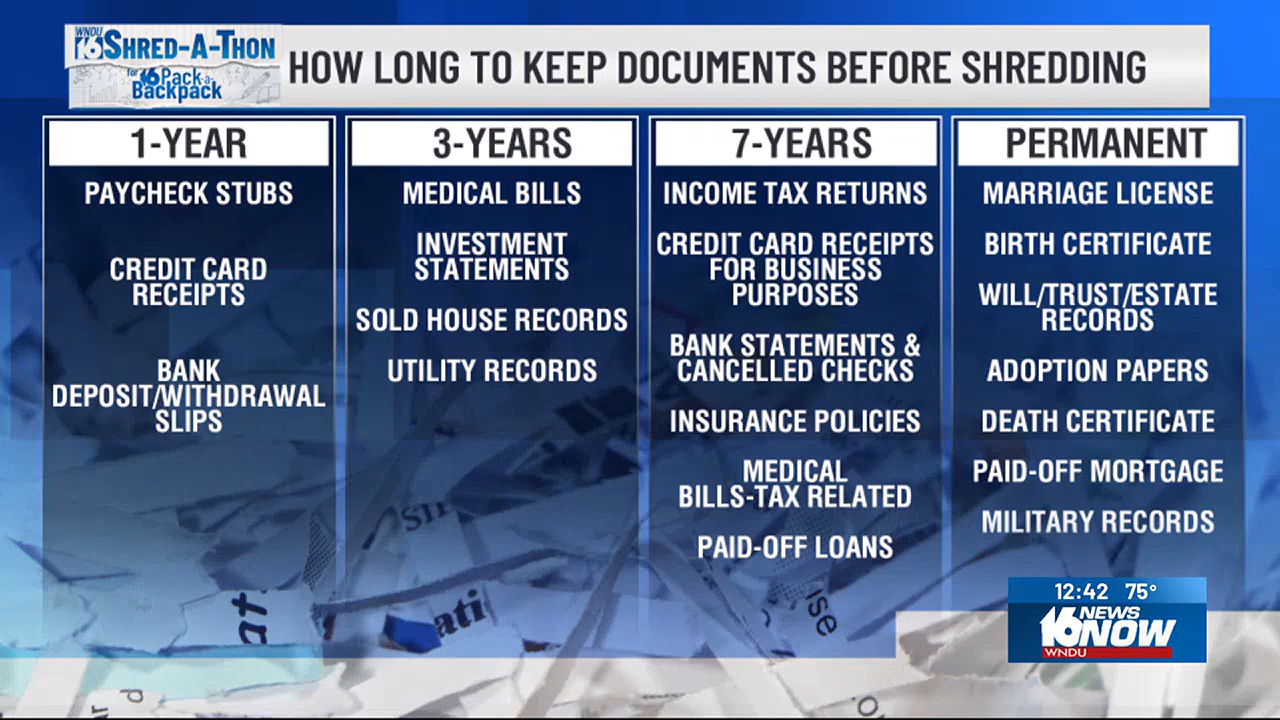 WNDU
16 SHRED-A-THON
for 16 Pack-a-
Backpack
HOW LONG TO KEEP DOCUMENTS BEFORE SHREDDING
1-YEAR
PAYCHECK STUBS
CREDIT CARD
RECEIPTS
BANK
DEPOSIT/WITHDRAWAL
SLIPS
3-YEARS
MEDICAL BILLS
INVESTMENT
STATEMENTS
SOLD HOUSE RECORDS
UTILITY RECORDS
7-YEARS
INCOME TAX RETURNS
CREDIT CARD RECEIPTS
FOR BUSINESS
PURPOSES
BANK STATEMENTS &
CANCELLED CHECKS
INSURANCE POLICIES
MEDICAL
BILLS-TAX RELATED
PAID-OFF LOANS
PERMANENT
MARRIAGE LICENSE
BIRTH CERTIFICATE
WILL/TRUST/ESTATE
RECORDS
ADOPTION PAPERS
DEATH CERTIFICATE
PAID-OFF MORTGAGE
MILITARY RECORDS
12:42 75°
16 NEWS
NOW
WNDU